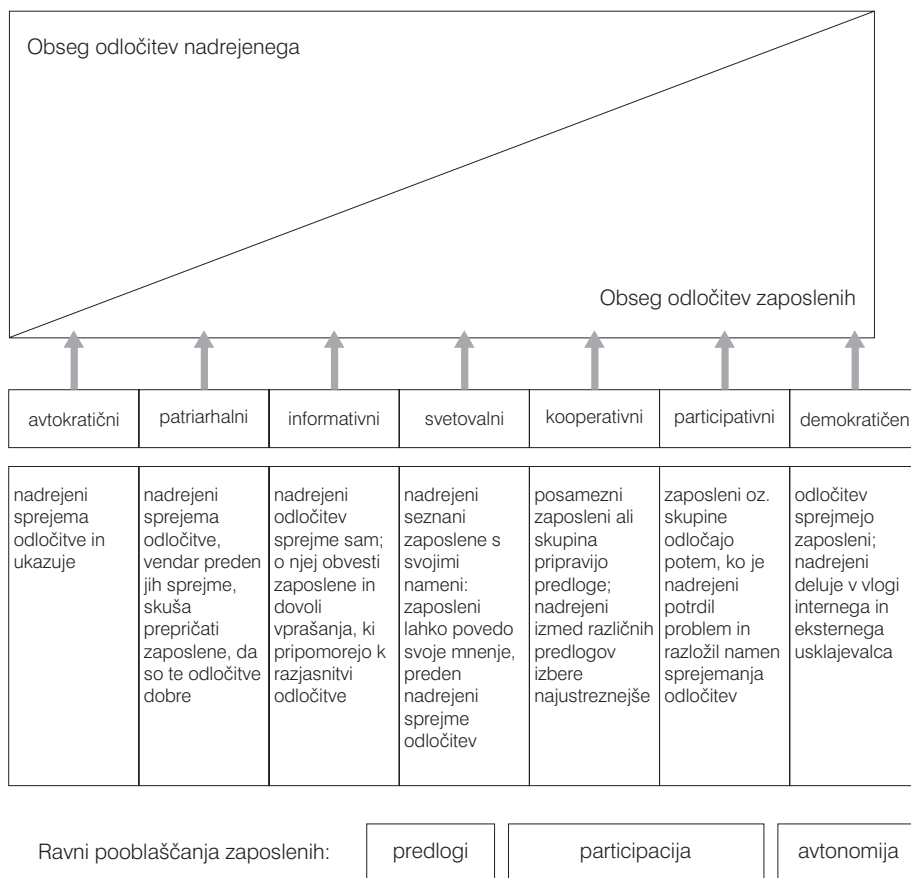 Obseg odločitev nadrejenega
Obseg odločitev zaposlenih
avtokratični
patriarhalni
informativni
svetovalni
kooperativni
participativni
demokratičen
nadrejeni
sprejema
odločitve in
ukazuje
nadrejeni
sprejema
odločitve,
vendar preden
jih sprejme,
skuša
prepričati
zaposlene, da
so te odločitve
dobre
nadrejeni
odločitev
sprejme sam;
o njej obvesti
zaposlene in
dovoli
vprašanja, ki
pripomorejo k
razjasnitvi
odločitve
nadrejeni
seznani
zaposlene s
svojimi
nameni:
zaposleni
lahko povedo
svoje mnenje,
preden
nadrejeni
sprejme
odločitev
posamezni
zaposleni ali
skupina
pripravijo
predloge;
nadrejeni
izmed različnih
predlogov
izbere
najustreznejše
zaposleni oz.
skupine
odločajo
potem, ko je
nadrejeni
potrdil
problem in
razložil namen
sprejemanja
odločitev
odločitev
sprejmejo
zaposleni;
nadrejeni
deluje v vlogi
internega in
eksternega
usklajevalca
Ravni pooblaščanja zaposlenih:
predlogi
participacija
avtonomija